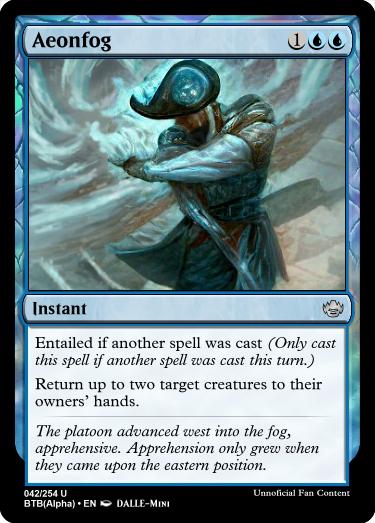 Aeonfog 1
Instant
Entailed if another spell was cast (Only cast
this spell if another spell was cast this turn.)
Return up to two target creatures to their
owners' hands.
The platoon advanced west into the fog,
apprehensive. Apprehension only grew when
they came upon the eastern position.
042/254 U
BTB(Alpha) • EN DALLE-MINI
Unofficial Fan Content